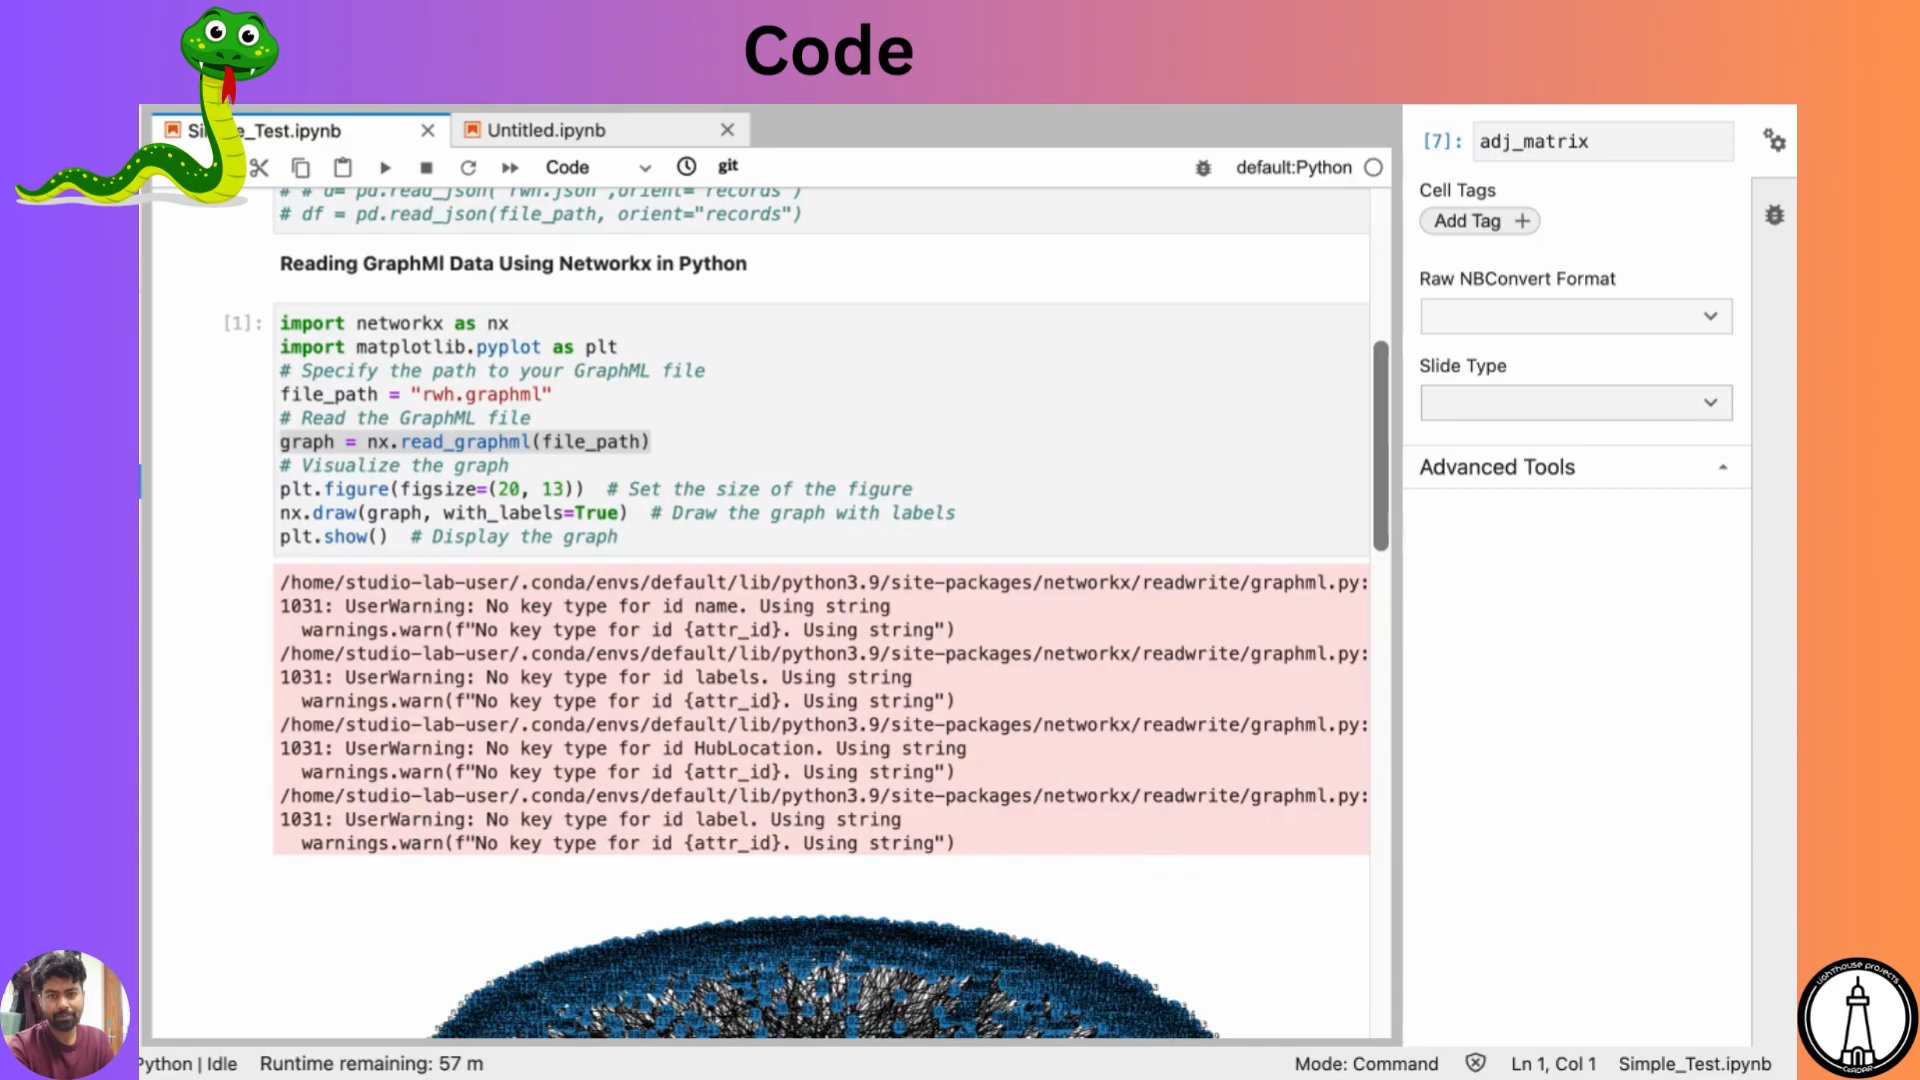 Code
Simple_Test.ipynb
Untitled.ipynb
Code
git
default:Python
# # d= pd.read_json("rwh.json",orient="records")
# df = pd.read_json(file_path, orient="records")
Reading GraphMl Data Using Networkx in Python
[1]:
import networkx as nx
import matplotlib.pyplot as plt
# Specify the path to your GraphML file
file_path = "rwh.graphml"
# Read the GraphML file
graph = nx.read_graphml(file_path)
# Visualize the graph
plt.figure(figsize=(20, 13))  # Set the size of the figure
nx.draw(graph, with_labels=True)  # Draw the graph with labels
plt.show()  # Display the graph
/home/studio-lab-user/.conda/envs/default/lib/python3.9/site-packages/networkx/readwrite/graphml.py:
1031: UserWarning: No key type for id name. Using string
  warnings.warn(f"No key type for id {attr_id}. Using string")
/home/studio-lab-user/.conda/envs/default/lib/python3.9/site-packages/networkx/readwrite/graphml.py:
1031: UserWarning: No key type for id labels. Using string
  warnings.warn(f"No key type for id {attr_id}. Using string")
/home/studio-lab-user/.conda/envs/default/lib/python3.9/site-packages/networkx/readwrite/graphml.py:
1031: UserWarning: No key type for id HubLocation. Using string
  warnings.warn(f"No key type for id {attr_id}. Using string")
/home/studio-lab-user/.conda/envs/default/lib/python3.9/site-packages/networkx/readwrite/graphml.py:
1031: UserWarning: No key type for id label. Using string
  warnings.warn(f"No key type for id {attr_id}. Using string")
[7]:
adj_matrix
Cell Tags
Add Tag +
Raw NBConvert Format
Slide Type
Advanced Tools
Python | Idle
Runtime remaining: 57 m
Mode: Command
Ln 1, Col 1
Simple_Test.ipynb
Lighthouse Projects
CeADAR